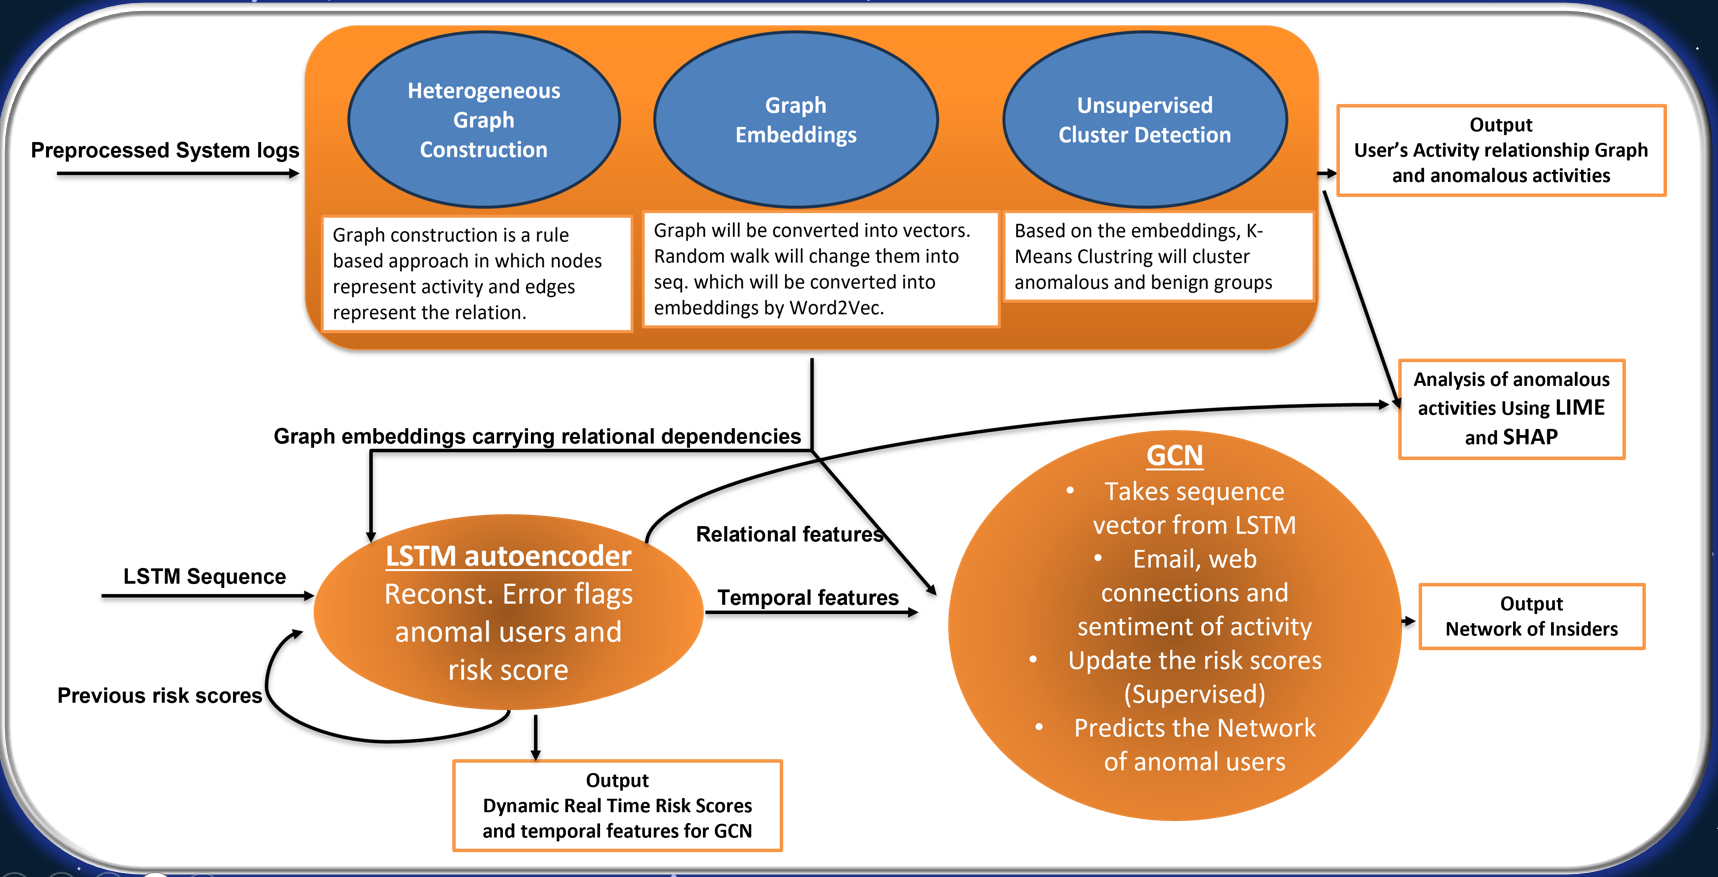 Preprocessed System logs
Heterogeneous
Graph
Construction
Graph
Embeddings
Unsupervised
Cluster Detection
Graph construction is a rule
based approach in which nodes
represent activity and edges
represent the relation.
Graph will be converted into vectors.
Random walk will change them into
seq. which will be converted into
embeddings by Word2Vec.
Based on the embeddings, K-
Means Clustring will cluster
anomalous and benign groups
Output
User's Activity relationship Graph
and anomalous activities
Analysis of anomalous
activities Using LIME
and SHAP
Graph embeddings carrying relational dependencies
Relational features
LSTM Sequence
LSTM autoencoder
Reconst. Error flags
anomal users and
risk score
Temporal features
Previous risk scores
Output
Dynamic Real Time Risk Scores
and temporal features for GCN
GCN
• Takes sequence
vector from LSTM
• Email, web
connections and
sentiment of activity
• Update the risk scores
(Supervised)
• Predicts the Network
of anomal users
Output
Network of Insiders